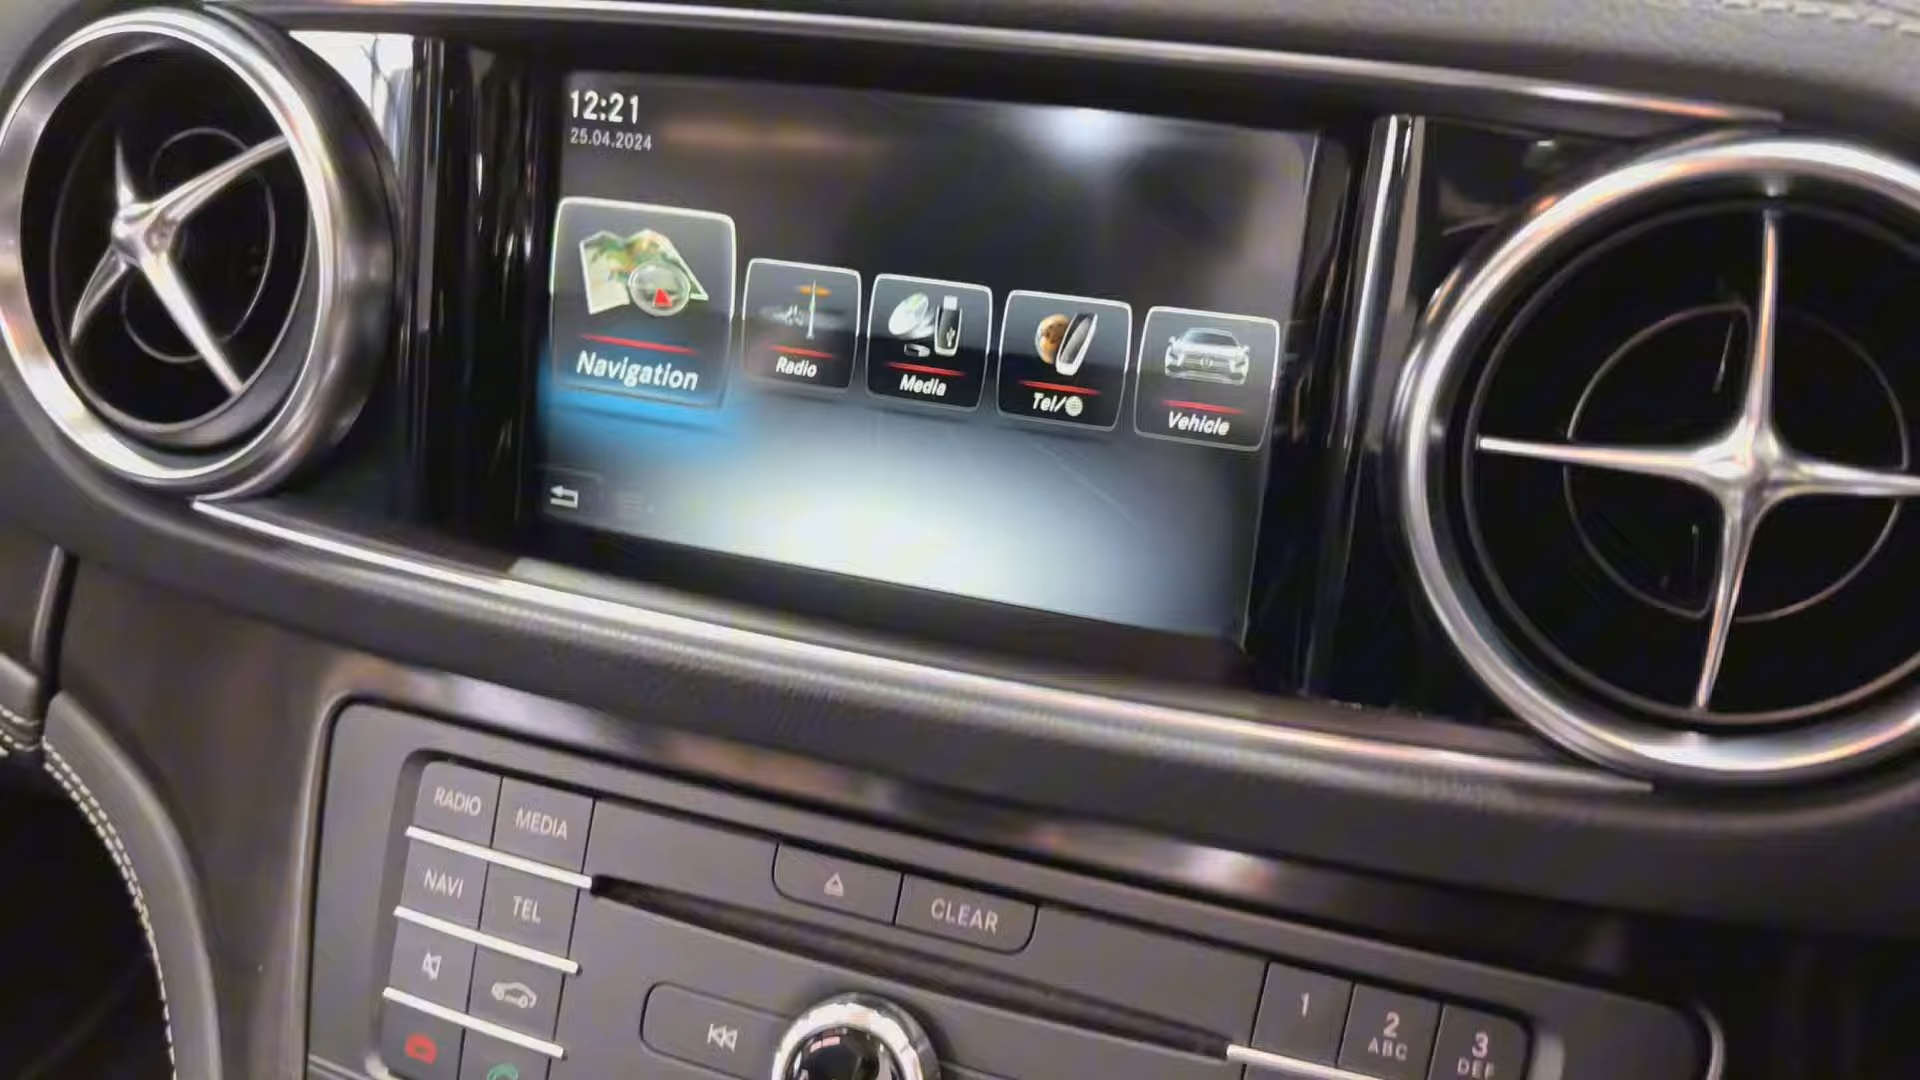 12:21
25.04.2024
Navigation
Radio
Media
Tel/
Vehicle
RADIO
MEDIA
NAVI
TEL
CLEAR
1
2
ABC
3
DEF